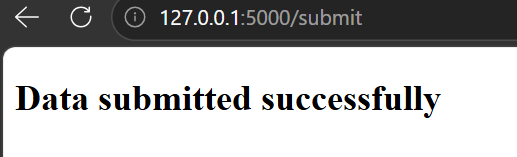 127.0.0.1:5000/submit
Data submitted successfully